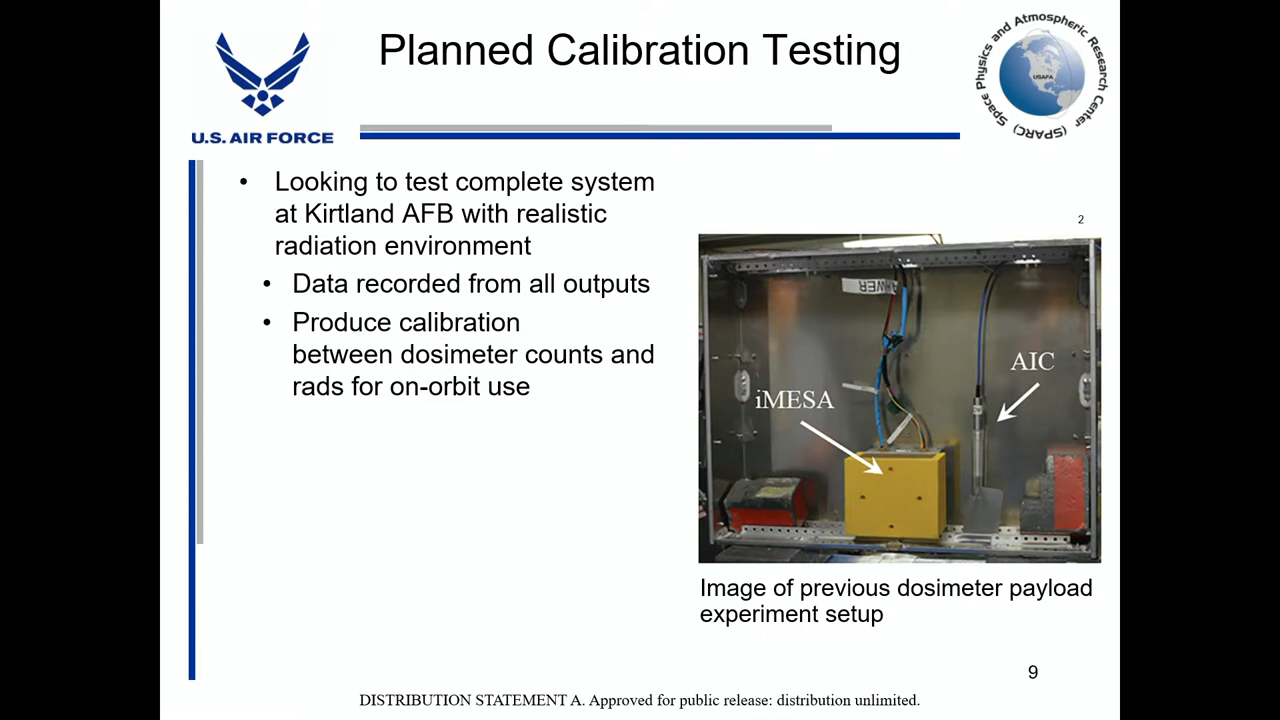 Planned Calibration Testing
U.S. AIR FORCE
Space Physics and Atmospheric Research Center (SPARC)
USAFA
• Looking to test complete system
at Kirtland AFB with realistic
radiation environment
• Data recorded from all outputs
• Produce calibration
between dosimeter counts and
rads for on-orbit use
2
POWER
iMESA
AIC
Image of previous dosimeter payload
experiment setup
9
DISTRIBUTION STATEMENT A. Approved for public release: distribution unlimited.